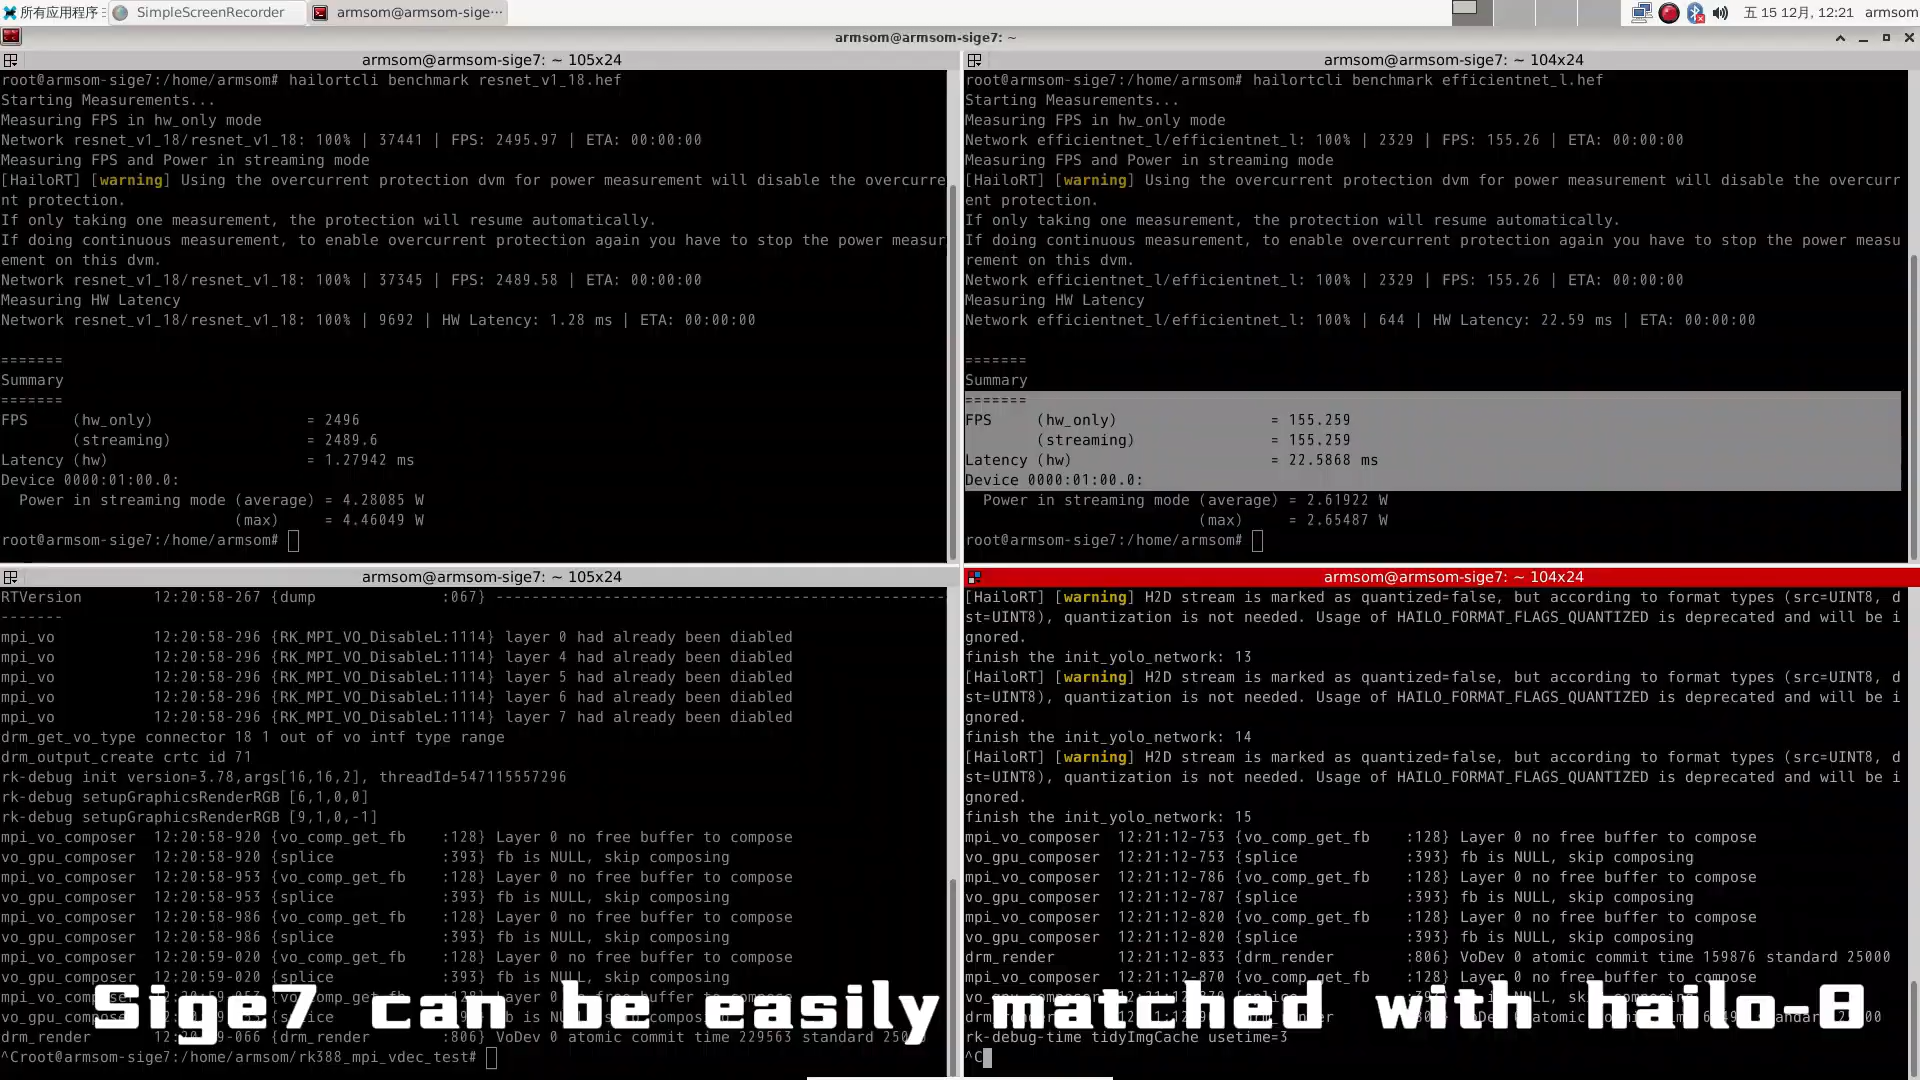 所有应用程序
SimpleScreenRecorder
armsom@armsom-sige···
五 15 12月, 12:21
armsom
armsom@armsom-sige7: ~
armsom@armsom-sige7: ~ 105x24
root@armsom-sige7:/home/armsom# hailortcli benchmark resnet_v1_18.hef
Starting Measurements...
Measuring FPS in hw_only mode
Network resnet_v1_18/resnet_v1_18: 100% | 37441 | FPS: 2495.97 | ETA: 00:00:00
Measuring FPS and Power in streaming mode
[HailoRT] [warning] Using the overcurrent protection dvm for power measurement will disable the overcurre
nt protection.
If only taking one measurement, the protection will resume automatically.
If doing continuous measurement, to enable overcurrent protection again you have to stop the power measur
ement on this dvm.
Network resnet_v1_18/resnet_v1_18: 100% | 37345 | FPS: 2489.58 | ETA: 00:00:00
Measuring HW Latency
Network resnet_v1_18/resnet_v1_18: 100% | 9692 | HW Latency: 1.28 ms | ETA: 00:00:00
=======
Summary
=======
FPS     (hw_only)                 = 2496
        (streaming)               = 2489.6
Latency (hw)                      = 1.27942 ms
Device 0000:01:00.0:
  Power in streaming mode (average) = 4.28085 W
                          (max)     = 4.46049 W
root@armsom-sige7:/home/armsom#
armsom@armsom-sige7: ~ 104x24
root@armsom-sige7:/home/armsom# hailortcli benchmark efficientnet_l.hef
Starting Measurements...
Measuring FPS in hw_only mode
Network efficientnet_l/efficientnet_l: 100% | 2329 | FPS: 155.26 | ETA: 00:00:00
Measuring FPS and Power in streaming mode
[HailoRT] [warning] Using the overcurrent protection dvm for power measurement will disable the overcurr
ent protection.
If only taking one measurement, the protection will resume automatically.
If doing continuous measurement, to enable overcurrent protection again you have to stop the power measu
rement on this dvm.
Network efficientnet_l/efficientnet_l: 100% | 2329 | FPS: 155.26 | ETA: 00:00:00
Measuring HW Latency
Network efficientnet_l/efficientnet_l: 100% | 644 | HW Latency: 22.59 ms | ETA: 00:00:00
=======
Summary
=======
FPS     (hw_only)                 = 155.259
        (streaming)               = 155.259
Latency (hw)                      = 22.5868 ms
Device 0000:01:00.0:
  Power in streaming mode (average) = 2.61922 W
                          (max)     = 2.65487 W
root@armsom-sige7:/home/armsom#
armsom@armsom-sige7: ~ 105x24
RTVersion        12:20:58-267 {dump              :067} --------------------------------------------------
-------
mpi_vo           12:20:58-296 {RK_MPI_VO_DisableL:1114} layer 0 had already been diabled
mpi_vo           12:20:58-296 {RK_MPI_VO_DisableL:1114} layer 4 had already been diabled
mpi_vo           12:20:58-296 {RK_MPI_VO_DisableL:1114} layer 5 had already been diabled
mpi_vo           12:20:58-296 {RK_MPI_VO_DisableL:1114} layer 6 had already been diabled
mpi_vo           12:20:58-296 {RK_MPI_VO_DisableL:1114} layer 7 had already been diabled
drm_get_vo_type connector 18 1 out of vo intf type range
drm_output_create crtc id 71
rk-debug init version=3.78,args[16,16,2], threadId=547115557296
rk-debug setupGraphicsRenderRGB [6,1,0,0]
rk-debug setupGraphicsRenderRGB [9,1,0,-1]
mpi_vo_composer  12:20:58-920 {vo_comp_get_fb    :128} Layer 0 no free buffer to compose
vo_gpu_composer  12:20:58-920 {splice            :393} fb is NULL, skip composing
mpi_vo_composer  12:20:58-953 {vo_comp_get_fb    :128} Layer 0 no free buffer to compose
vo_gpu_composer  12:20:58-953 {splice            :393} fb is NULL, skip composing
mpi_vo_composer  12:20:58-986 {vo_comp_get_fb    :128} Layer 0 no free buffer to compose
vo_gpu_composer  12:20:58-986 {splice            :393} fb is NULL, skip composing
mpi_vo_composer  12:20:59-020 {vo_comp_get_fb    :128} Layer 0 no free buffer to compose
vo_gpu_composer  12:20:59-020 {splice            :393} fb is NULL, skip composing
drm_render {drm_render :806} VoDev 0 atomic commit time 229563 standard
^Croot@armsom-sige7:/home/armsom/rk388_mpi_vdec_test#
armsom@armsom-sige7: ~ 104x24
[HailoRT] [warning] H2D stream is marked as quantized=false, but according to format types (src=UINT8, d
st=UINT8), quantization is not needed. Usage of HAILO_FORMAT_FLAGS_QUANTIZED is deprecated and will be i
gnored.
finish the init_yolo_network: 13
[HailoRT] [warning] H2D stream is marked as quantized=false, but according to format types (src=UINT8, d
st=UINT8), quantization is not needed. Usage of HAILO_FORMAT_FLAGS_QUANTIZED is deprecated and will be i
gnored.
finish the init_yolo_network: 14
[HailoRT] [warning] H2D stream is marked as quantized=false, but according to format types (src=UINT8, d
st=UINT8), quantization is not needed. Usage of HAILO_FORMAT_FLAGS_QUANTIZED is deprecated and will be i
gnored.
finish the init_yolo_network: 15
mpi_vo_composer  12:21:12-753 {vo_comp_get_fb    :128} Layer 0 no free buffer to compose
vo_gpu_composer  12:21:12-753 {splice            :393} fb is NULL, skip composing
mpi_vo_composer  12:21:12-786 {vo_comp_get_fb    :128} Layer 0 no free buffer to compose
vo_gpu_composer  12:21:12-787 {splice            :393} fb is NULL, skip composing
mpi_vo_composer  12:21:12-820 {vo_comp_get_fb    :128} Layer 0 no free buffer to compose
vo_gpu_composer  12:21:12-820 {splice            :393} fb is NULL, skip composing
drm_render       12:21:12-833 {drm_render        :806} VoDev 0 atomic commit time 159876 standard 25000
mpi_vo_composer  12:21:12-870 {vo_comp_get_fb    :128} Layer 0 no free buffer to compose
rk-debug-time tidyImgCache usetime=3
^C
Sige7 can be easily matched with hailo-8